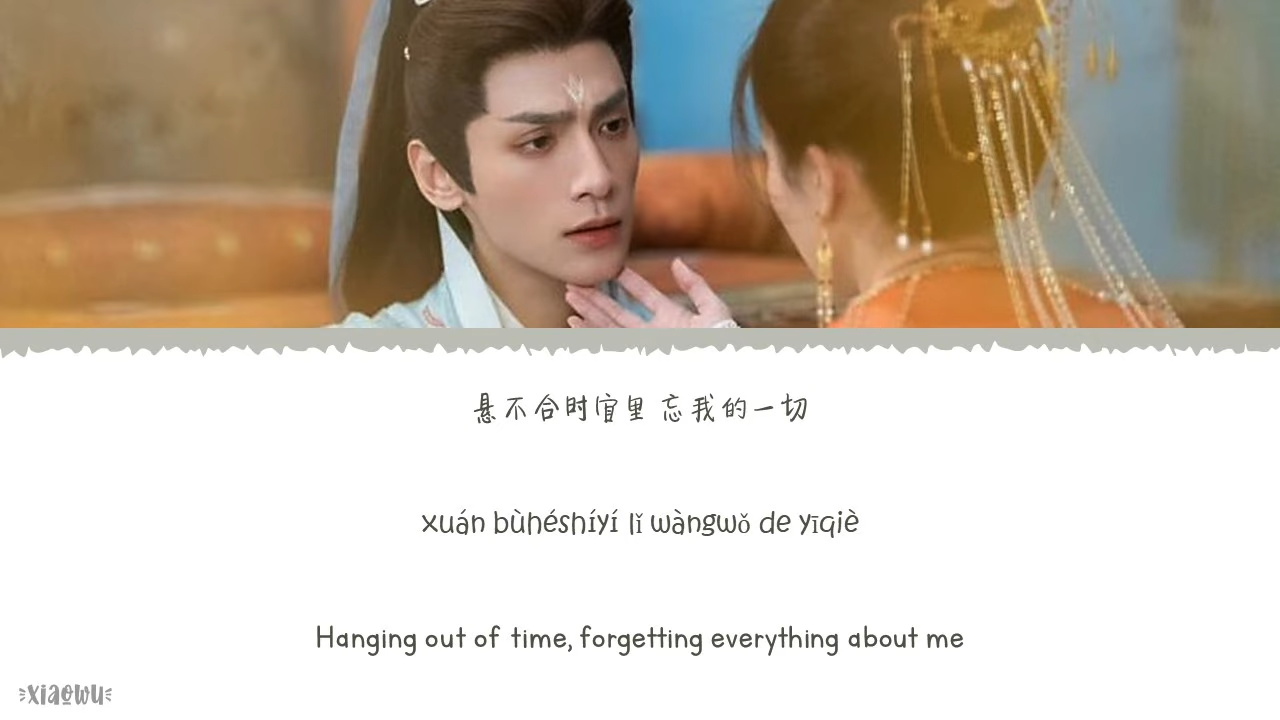 悬不合时宜里 忘我的一切
xuán bùhéshíyí lǐ wàngwǒ de yīqiè
Hanging out of time, forgetting everything about me
xiaowu